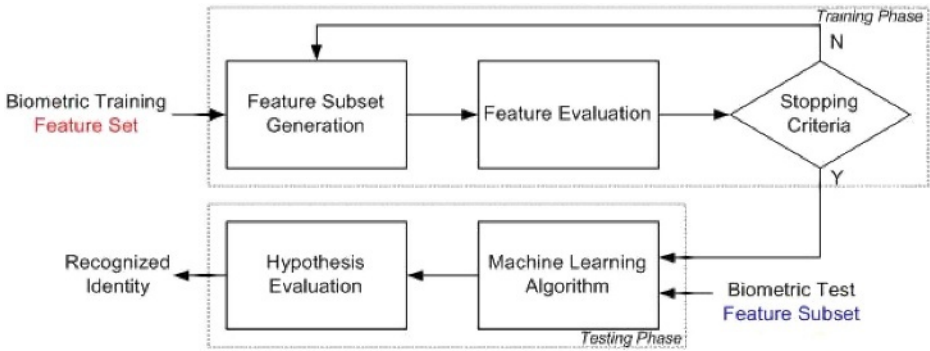 Training Phase
N
Biometric Training
Feature Set
Feature Subset
Generation
Feature Evaluation
Stopping
Criteria
Y
Recognized
Identity
Hypothesis
Evaluation
Machine Learning
Algorithm
Biometric Test
Feature Subset
Testing Phase